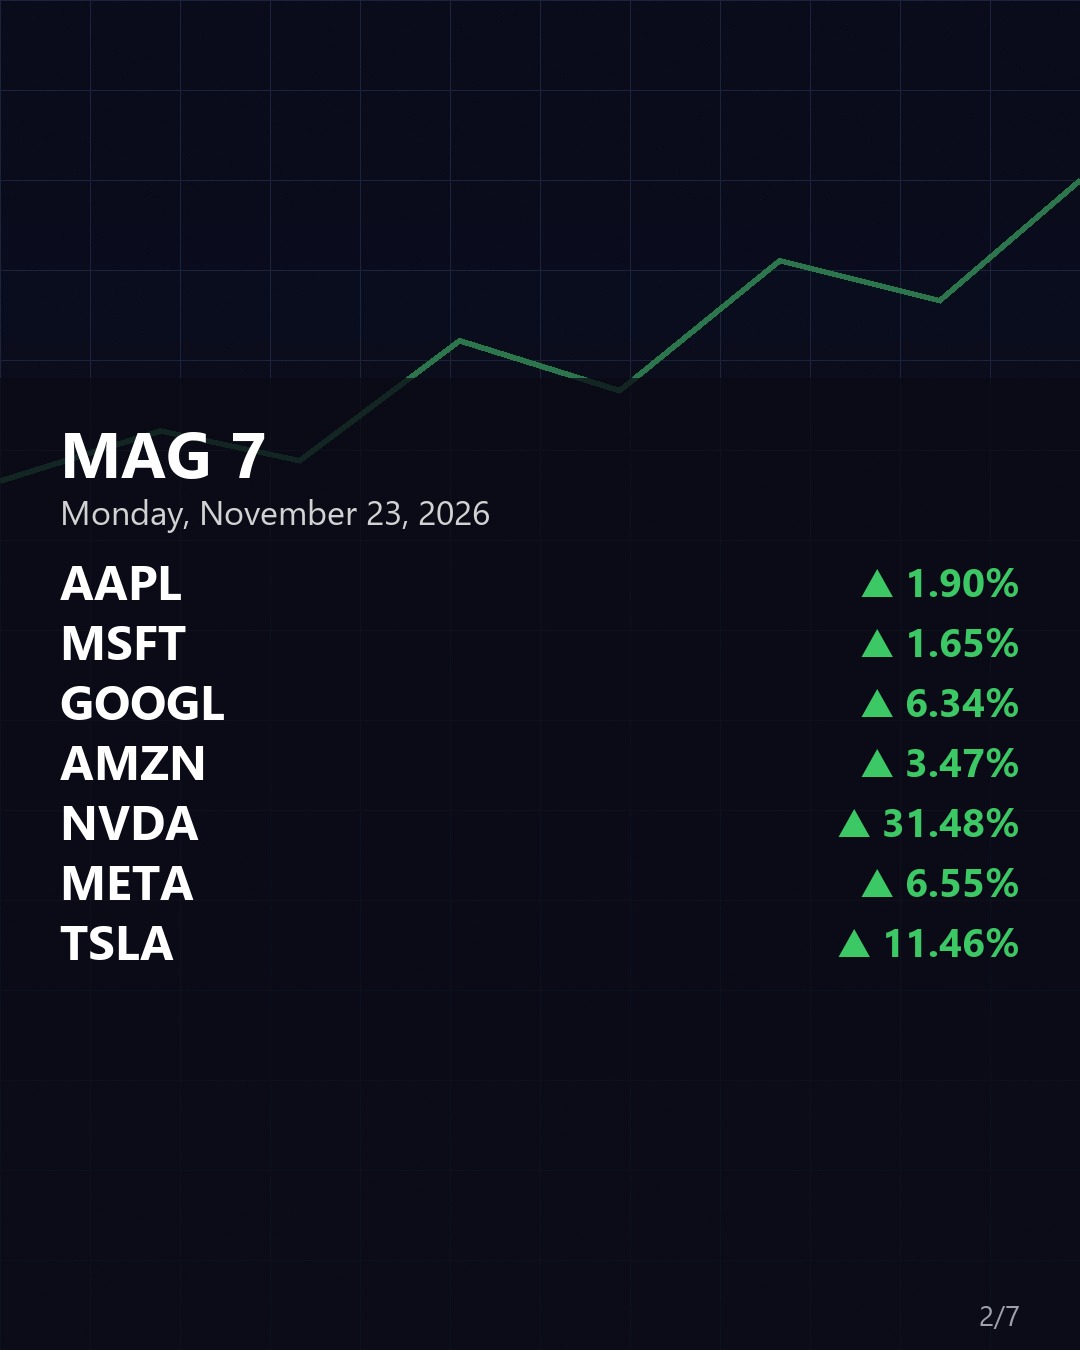 MAG 7
Monday, November 23, 2026
AAPL ▲ 1.90%
MSFT ▲ 1.65%
GOOGL ▲ 6.34%
AMZN ▲ 3.47%
NVDA ▲ 31.48%
META ▲ 6.55%
TSLA ▲ 11.46%
2/7